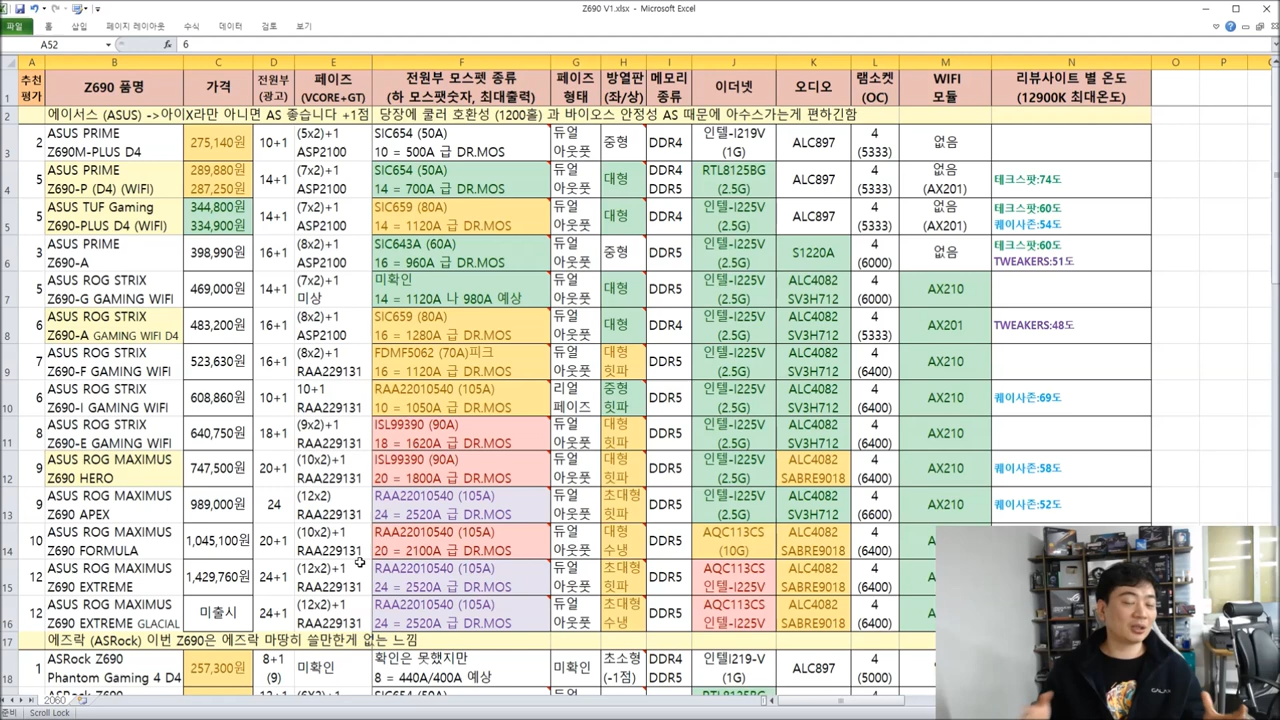 Z690 V1.xlsx - Microsoft Excel
파일 홈 삽입 페이지 레이아웃 수식 데이터 검토 보기
A52 fx 6
A B C D E F G H I J K L M N O P Q
1 추천 평가 Z690 품명 가격 전원부 (광고) 페이즈 (VCORE+GT) 전원부 모스펫 종류 (하 모스팻숫자, 최대출력) 페이즈 형태 방열판 (좌/상) 메모리 종류 이더넷 오디오 램소켓 (OC) WIFI 모듈 리뷰사이트 별 온도 (12900K 최대온도)
2 에이서스 (ASUS) ->아이X라만 아니면 AS 좋습니다 +1점 당장에 쿨러 호환성 (1200홀) 과 바이오스 안정성 AS 때문에 아수스가는게 편하긴함
3 2 ASUS PRIME Z690M-PLUS D4 275,140원 10+1 (5x2)+1 ASP2100 SIC654 (50A) 10 = 500A 급 DR.MOS 듀얼 아웃풋 중형 DDR4 인텔-I219V (1G) ALC897 4 (5333) 없음
4 5 ASUS PRIME Z690-P (D4) (WIFI) 289,880원 287,250원 14+1 (7x2)+1 ASP2100 SIC654 (50A) 14 = 700A 급 DR.MOS 듀얼 아웃풋 대형 DDR4 DDR5 RTL8125BG (2.5G) ALC897 4 (5333) 없음 (AX201) 테크스팟:74도
5 5 ASUS TUF Gaming Z690-PLUS D4 (WIFI) 344,800원 334,900원 14+1 (7x2)+1 ASP2100 SIC659 (80A) 14 = 1120A 급 DR.MOS 듀얼 아웃풋 대형 DDR4 인텔-I225V (2.5G) ALC897 4 (5333) 없음 (AX201) 테크스팟:60도 퀘이사존:54도
6 3 ASUS PRIME Z690-A 398,990원 16+1 (8x2)+1 ASP2100 SIC643A (60A) 16 = 960A 급 DR.MOS 듀얼 아웃풋 중형 DDR5 인텔-I225V (2.5G) S1220A 4 (6000) 없음 테크스팟:60도 TWEAKERS:51도
7 5 ASUS ROG STRIX Z690-G GAMING WIFI 469,000원 14+1 (7x2)+1 미상 미확인 14 = 1120A 나 980A 예상 듀얼 아웃풋 대형 DDR5 인텔-I225V (2.5G) ALC4082 SV3H712 4 (6000) AX210
8 6 ASUS ROG STRIX Z690-A GAMING WIFI D4 483,200원 16+1 (8x2)+1 ASP2100 SIC659 (80A) 16 = 1280A 급 DR.MOS 듀얼 아웃풋 대형 DDR4 인텔-I225V (2.5G) ALC4082 SV3H712 4 (5333) AX201 TWEAKERS:48도
9 7 ASUS ROG STRIX Z690-F GAMING WIFI 523,630원 16+1 (8x2)+1 RAA229131 FDMF5062 (70A)피크 16 = 1120A 급 DR.MOS 듀얼 아웃풋 대형 힛파 DDR5 인텔-I225V (2.5G) ALC4082 SV3H712 4 (6400) AX210
10 6 ASUS ROG STRIX Z690-I GAMING WIFI 608,860원 10+1 10+1 RAA229131 RAA22010540 (105A) 10 = 1050A 급 DR.MOS 리얼 페이즈 중형 힛파 DDR5 인텔-I225V (2.5G) ALC4082 SV3H712 4 (6400) AX210 퀘이사존:69도
11 8 ASUS ROG STRIX Z690-E GAMING WIFI 640,750원 18+1 (9x2)+1 RAA229131 ISL99390 (90A) 18 = 1620A 급 DR.MOS 듀얼 아웃풋 대형 힛파 DDR5 인텔-I225V (2.5G) ALC4082 SV3H712 4 (6400) AX210
12 9 ASUS ROG MAXIMUS Z690 HERO 747,500원 20+1 (10x2)+1 RAA229131 ISL99390 (90A) 20 = 1800A 급 DR.MOS 듀얼 아웃풋 대형 힛파 DDR5 인텔-I225V (2.5G) ALC4082 SABRE9018 4 (6400) AX210 퀘이사존:58도
13 9 ASUS ROG MAXIMUS Z690 APEX 989,000원 24 (12x2) RAA229131 RAA22010540 (105A) 24 = 2520A 급 DR.MOS 듀얼 아웃풋 초대형 힛파 DDR5 인텔-I225V (2.5G) ALC4082 SV3H712 4 (6600) AX210 퀘이사존:52도
14 10 ASUS ROG MAXIMUS Z690 FORMULA 1,045,100원 20+1 (10x2)+1 RAA229131 RAA22010540 (105A) 20 = 2100A 급 DR.MOS 듀얼 아웃풋 대형 수냉 DDR5 AQC113CS (10G) ALC4082 SABRE9018 4 (6400)
15 12 ASUS ROG MAXIMUS Z690 EXTREME 1,429,760원 24+1 (12x2)+1 RAA229131 RAA22010540 (105A) 24 = 2520A 급 DR.MOS 듀얼 아웃풋 초대형 힛파 DDR5 AQC113CS 인텔-I225V ALC4082 SABRE9018 4 (6400)
16 12 ASUS ROG MAXIMUS Z690 EXTREME GLACIAL 미출시 24+1 (12x2)+1 RAA229131 RAA22010540 (105A) 24 = 2520A 급 DR.MOS 듀얼 아웃풋 초대형 수냉 DDR5 AQC113CS 인텔-I225V ALC4082 SABRE9018 4 (6400)
17 에즈락 (ASRock) 이번 Z690은 에즈락 마땅히 쓸만한게 없는 느낌
18 1 ASRock Z690 Phantom Gaming 4 D4 257,300원 8+1 (9) 미확인 확인은 못했지만 8 = 440A/400A 예상 미확인 초소형 (-1점) DDR4 인텔I219-V (1G) ALC897 4 (5000)
2060
준비 Scroll Lock